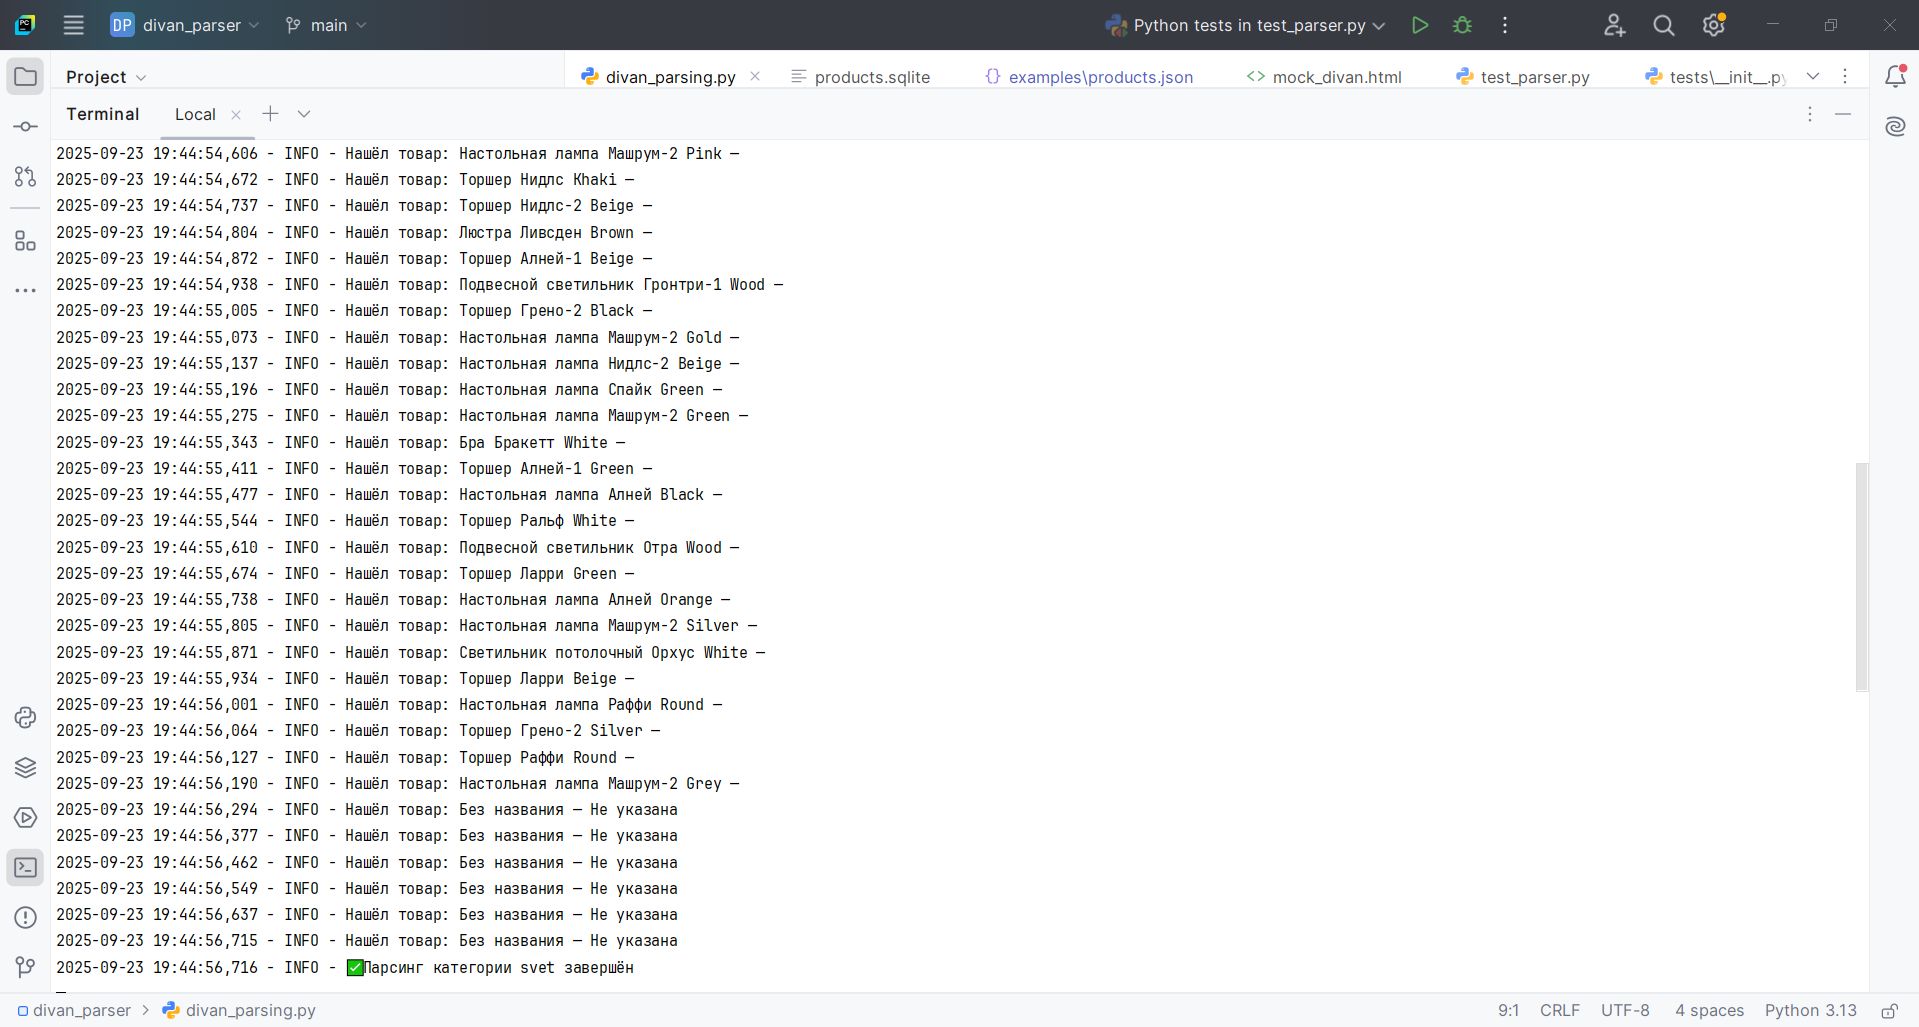 DP divan_parser main Python tests in test_parser.py
Project divan_parsing.py products.sqlite {} examples\products.json <> mock_divan.html test_parser.py tests\__init__.py
Terminal Local
2025-09-23 19:44:54,606 - INFO - Нашёл товар: Настольная лампа Машрум-2 Pink —
2025-09-23 19:44:54,672 - INFO - Нашёл товар: Торшер Нидлс Khaki —
2025-09-23 19:44:54,737 - INFO - Нашёл товар: Торшер Нидлс-2 Beige —
2025-09-23 19:44:54,804 - INFO - Нашёл товар: Люстра Ливсден Brown —
2025-09-23 19:44:54,872 - INFO - Нашёл товар: Торшер Алней-1 Beige —
2025-09-23 19:44:54,938 - INFO - Нашёл товар: Подвесной светильник Гронтри-1 Wood —
2025-09-23 19:44:55,005 - INFO - Нашёл товар: Торшер Грено-2 Black —
2025-09-23 19:44:55,073 - INFO - Нашёл товар: Настольная лампа Машрум-2 Gold —
2025-09-23 19:44:55,137 - INFO - Нашёл товар: Настольная лампа Нидлс-2 Beige —
2025-09-23 19:44:55,196 - INFO - Нашёл товар: Настольная лампа Спайк Green —
2025-09-23 19:44:55,275 - INFO - Нашёл товар: Настольная лампа Машрум-2 Green —
2025-09-23 19:44:55,343 - INFO - Нашёл товар: Бра Бракетт White —
2025-09-23 19:44:55,411 - INFO - Нашёл товар: Торшер Алней-1 Green —
2025-09-23 19:44:55,477 - INFO - Нашёл товар: Настольная лампа Алней Black —
2025-09-23 19:44:55,544 - INFO - Нашёл товар: Торшер Ральф White —
2025-09-23 19:44:55,610 - INFO - Нашёл товар: Подвесной светильник Отра Wood —
2025-09-23 19:44:55,674 - INFO - Нашёл товар: Торшер Ларри Green —
2025-09-23 19:44:55,738 - INFO - Нашёл товар: Настольная лампа Алней Orange —
2025-09-23 19:44:55,805 - INFO - Нашёл товар: Настольная лампа Машрум-2 Silver —
2025-09-23 19:44:55,871 - INFO - Нашёл товар: Светильник потолочный Орхус White —
2025-09-23 19:44:55,934 - INFO - Нашёл товар: Торшер Ларри Beige —
2025-09-23 19:44:56,001 - INFO - Нашёл товар: Настольная лампа Раффи Round —
2025-09-23 19:44:56,064 - INFO - Нашёл товар: Торшер Грено-2 Silver —
2025-09-23 19:44:56,127 - INFO - Нашёл товар: Торшер Раффи Round —
2025-09-23 19:44:56,190 - INFO - Нашёл товар: Настольная лампа Машрум-2 Grey —
2025-09-23 19:44:56,294 - INFO - Нашёл товар: Без названия — Не указана
2025-09-23 19:44:56,377 - INFO - Нашёл товар: Без названия — Не указана
2025-09-23 19:44:56,462 - INFO - Нашёл товар: Без названия — Не указана
2025-09-23 19:44:56,549 - INFO - Нашёл товар: Без названия — Не указана
2025-09-23 19:44:56,637 - INFO - Нашёл товар: Без названия — Не указана
2025-09-23 19:44:56,715 - INFO - Нашёл товар: Без названия — Не указана
2025-09-23 19:44:56,716 - INFO - ✅Парсинг категории svet завершён
divan_parser > divan_parsing.py 9:1 CRLF UTF-8 4 spaces Python 3.13